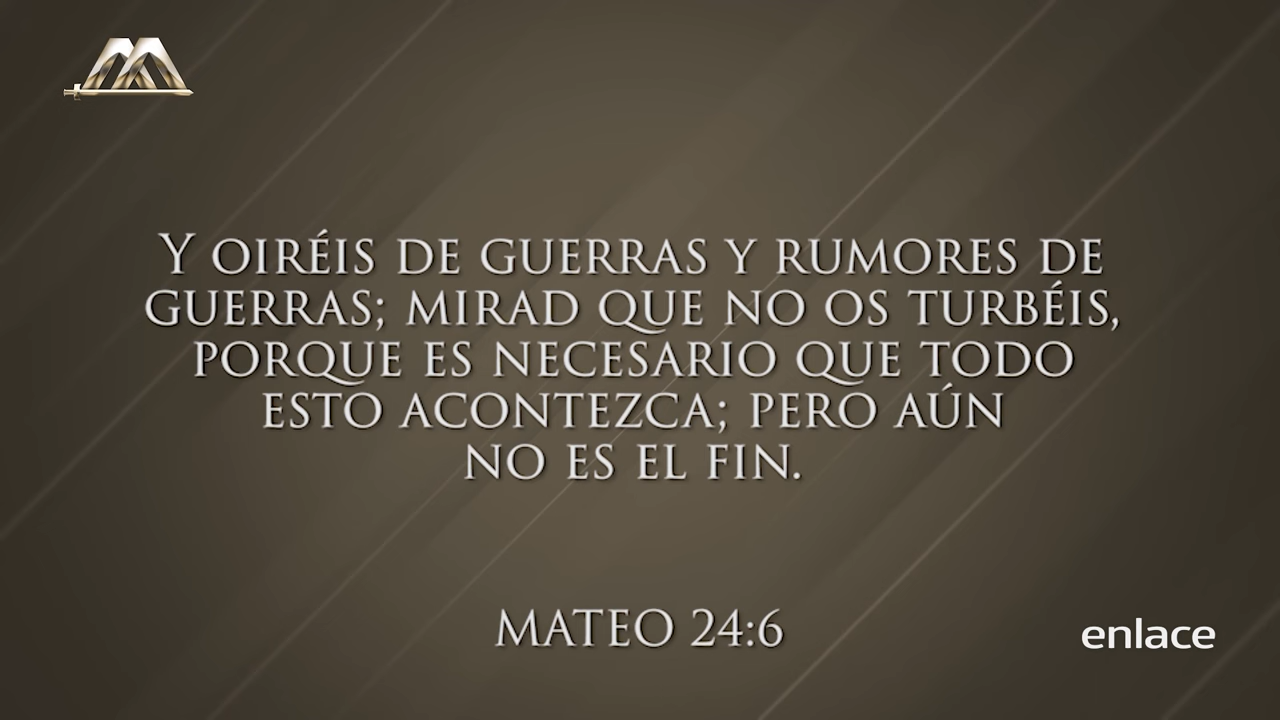 Y OIRÉIS DE GUERRAS Y RUMORES DE
GUERRAS; MIRAD QUE NO OS TURBÉIS,
PORQUE ES NECESARIO QUE TODO
ESTO ACONTEZCA; PERO AÚN
NO ES EL FIN.
MATEO 24:6
enlace